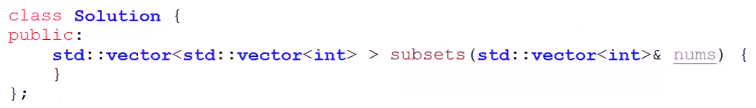 class Solution {
public:
    std::vector<std::vector<int> > subsets(std::vector<int>& nums) {
    }
};